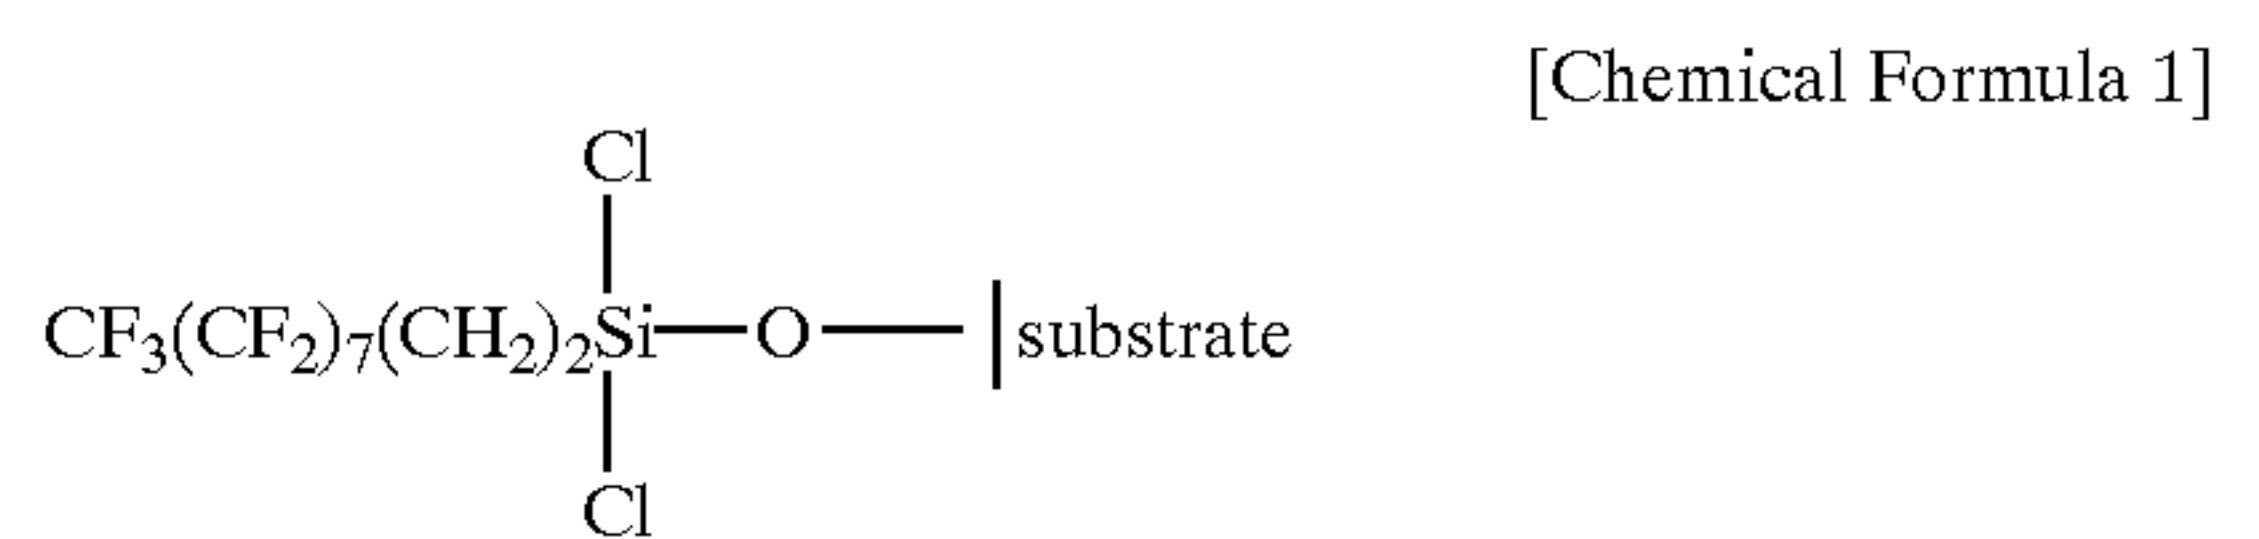 [Chemical Formula 1]
Cl
CF₃(CF₂)₇(CH₂)₂Si—O—|substrate
Cl